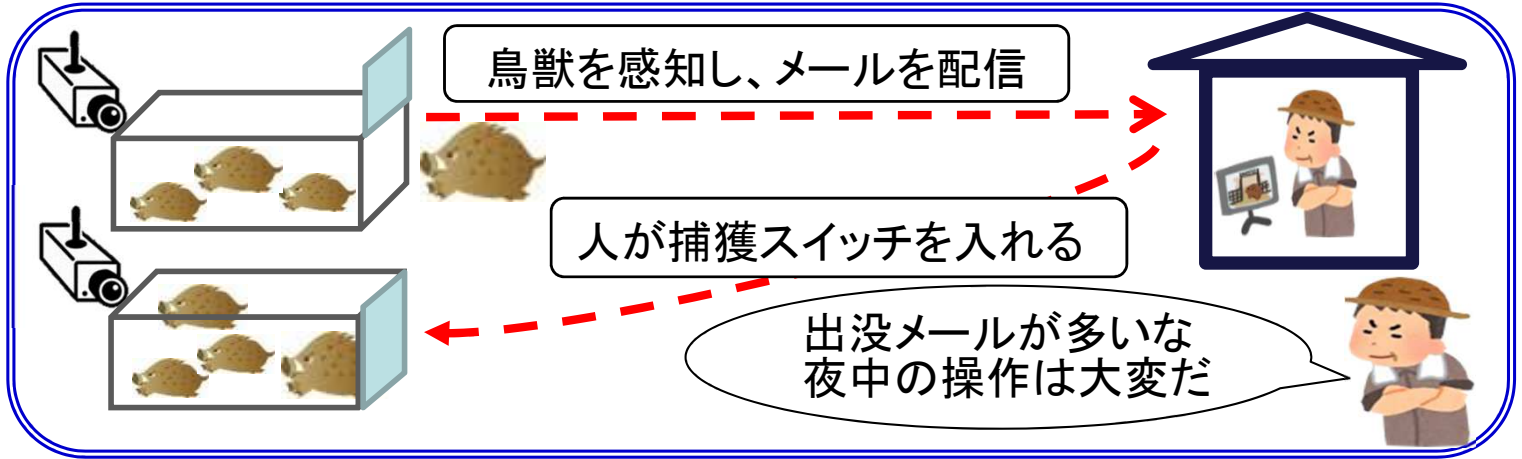 鳥獣を感知し、メールを配信
人が捕獲スイッチを入れる
出没メールが多いな
夜中の操作は大変だ